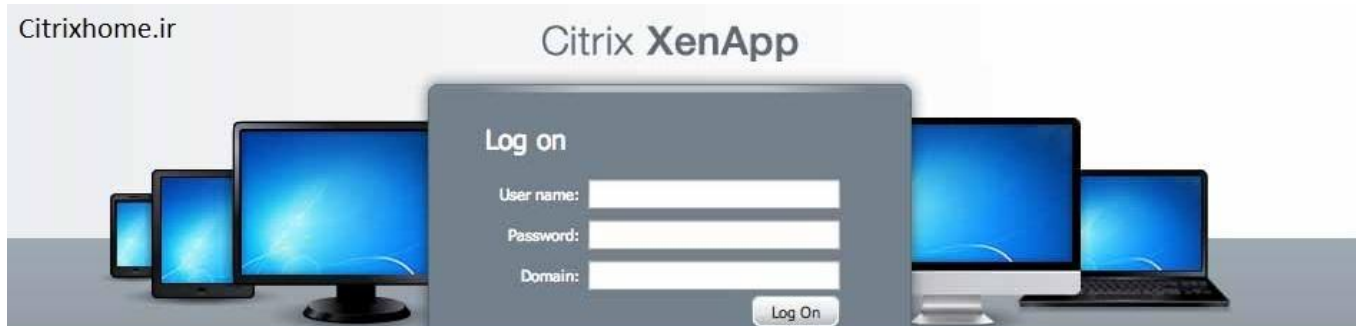 Citrixhome.ir
Citrix XenApp
Log on
User name:
Password:
Domain:
Log On